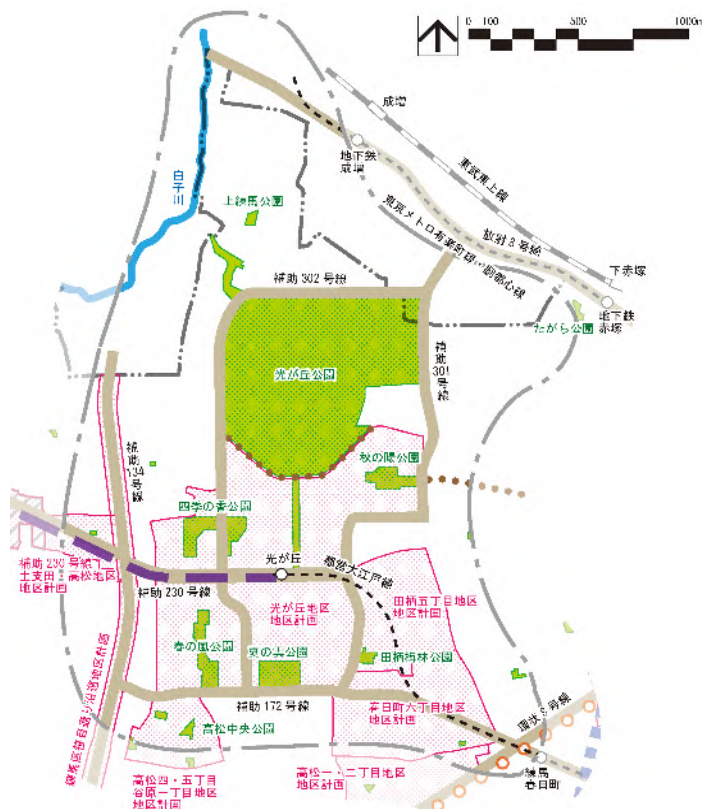 0 100 500 1000m
成増
地下鉄
成増
東武東上線
放射8号線
東京メトロ有楽町線・副都心線
下赤塚
地下鉄
赤塚
たがら公園
白子川
上練馬公園
補助302号線
補助301号線
光が丘公園
秋の陽公園
補助134号線
四季の香公園
光が丘
都営大江戸線
補助230号線
土支田・高松地区
地区計画
補助230号線
光が丘地区
地区計画
田柄五丁目地区
地区計画
春の風公園
夏の雲公園
田柄梅林公園
補助172号線
春日町六丁目地区
地区計画
環状8号線
高松中央公園
練馬
春日町
高松四・五丁目
谷原一丁目地区
地区計画
高松一・二丁目地区
地区計画